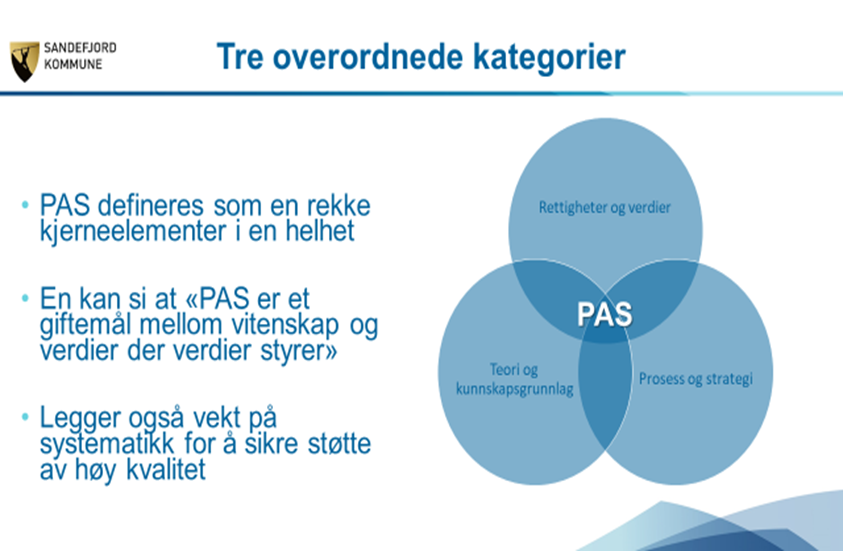 SANDEFJORD
KOMMUNE
Tre overordnede kategorier
• PAS defineres som en rekke
kjerneelementer i en helhet
• En kan si at «PAS er et
giftemål mellom vitenskap og
verdier der verdier styrer»
• Legger også vekt på
systematikk for å sikre støtte
av høy kvalitet
Rettigheter og verdier
PAS
Teori og
kunnskapsgrunnlag
Prosess og strategi